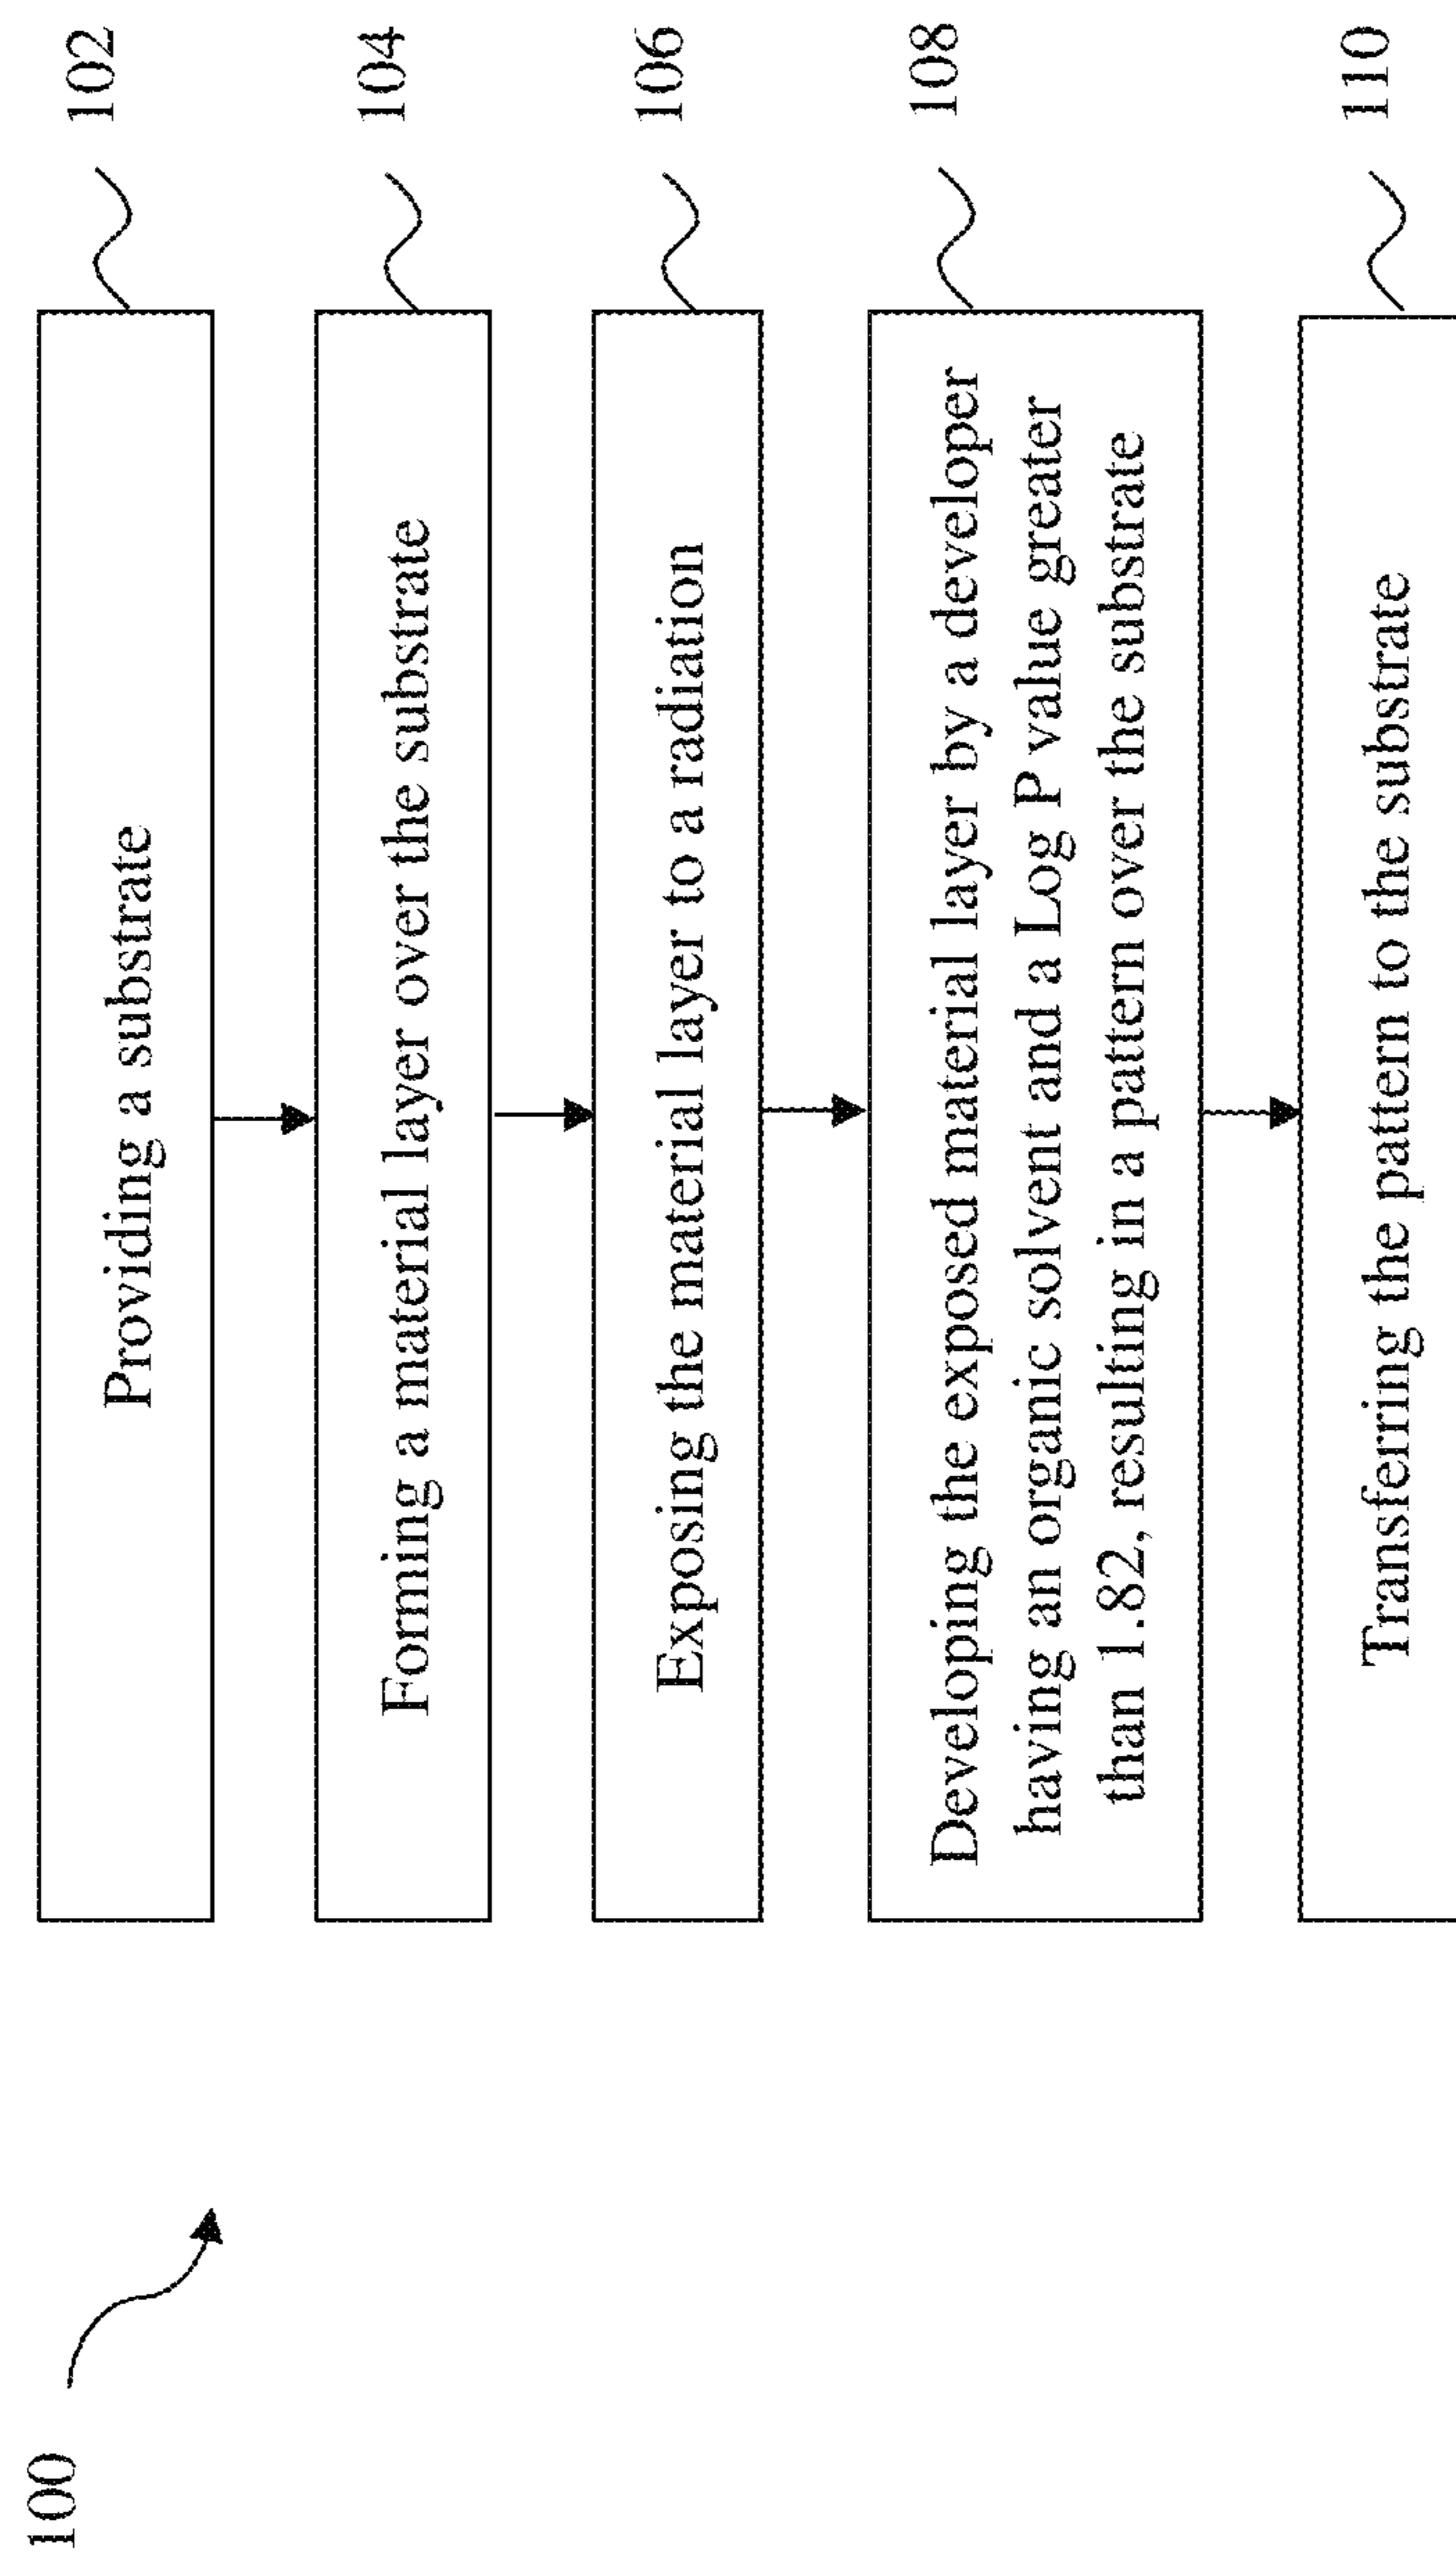 100
Providing a substrate
102
Forming a material layer over the substrate
104
Exposing the material layer to a radiation
106
Developing the exposed material layer by a developer
having an organic solvent and a Log P value greater
than 1.82, resulting in a pattern over the substrate
108
Transferring the pattern to the substrate
110